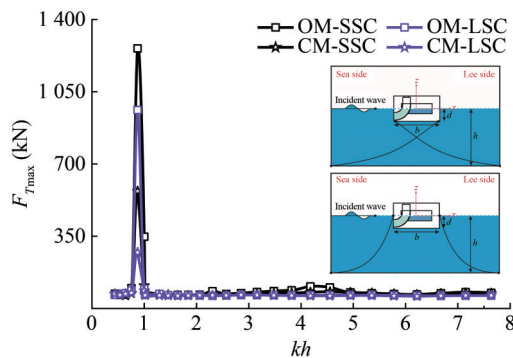 OM-SSC OM-LSC
CM-SSC CM-LSC
1 400
1 050
700
350
F_Tmax (kN)
Sea side Lee side
z
Incident wave x
d
b h
Sea side Lee side
z
Incident wave x
d
b h
0 1 2 3 4 5 6 7 8
kh